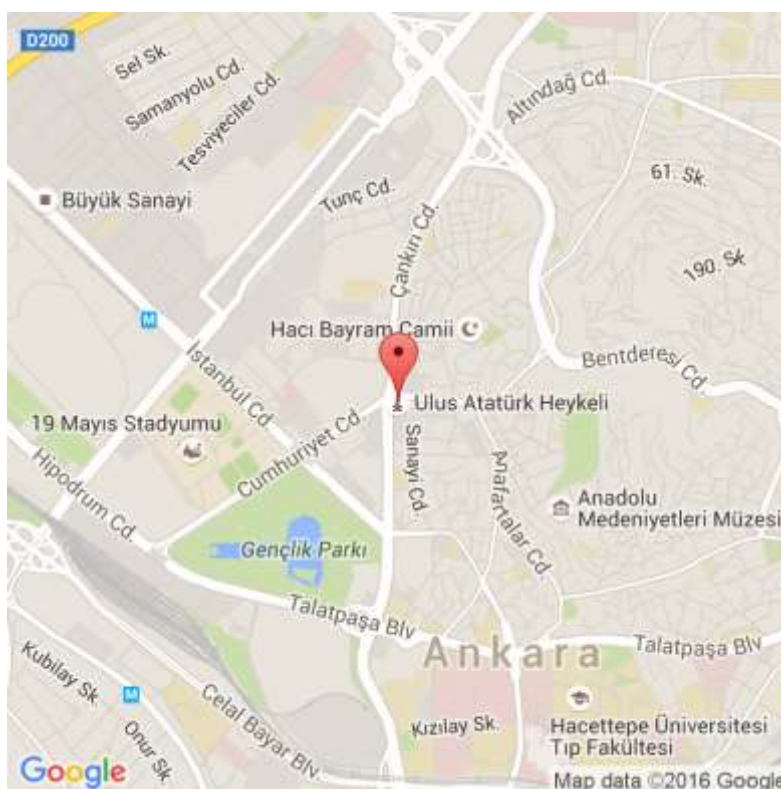 D200
Sel Sk.
Samanyolu Cd.
Tesviyeciler Cd.
Altındağ Cd.
61. Sk.
Büyük Sanayi
Tunç Cd.
Çankırı Cd.
190. Sk
M
Hacı Bayram Camii
İstanbul Cd.
Bentderesi Cd.
Ulus Atatürk Heykeli
19 Mayıs Stadyumu
Cumhuriyet Cd.
Sanayi Cd.
Hipodrum Cd.
Anafartalar Cd
Anadolu
Medeniyetleri Müzesi
Gençlik Parkı
Talatpaşa Blv
Talatpaşa Blv
Ankara
Kubilay Sk.
M
Celal Bayar Blv
Onur Sk.
Kızılay Sk.
Hacettepe Üniversitesi
Tıp Fakültesi
Google
Map data ©2016 Google